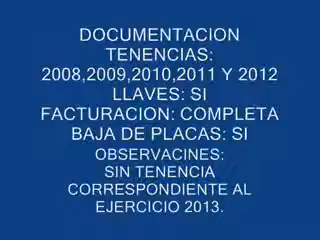 DOCUMENTACION
TENENCIAS:
2008,2009,2010,2011 Y 2012
LLAVES: SI
FACTURACION: COMPLETA
BAJA DE PLACAS: SI
OBSERVACINES:
SIN TENENCIA
CORRESPONDIENTE AL
EJERCICIO 2013.